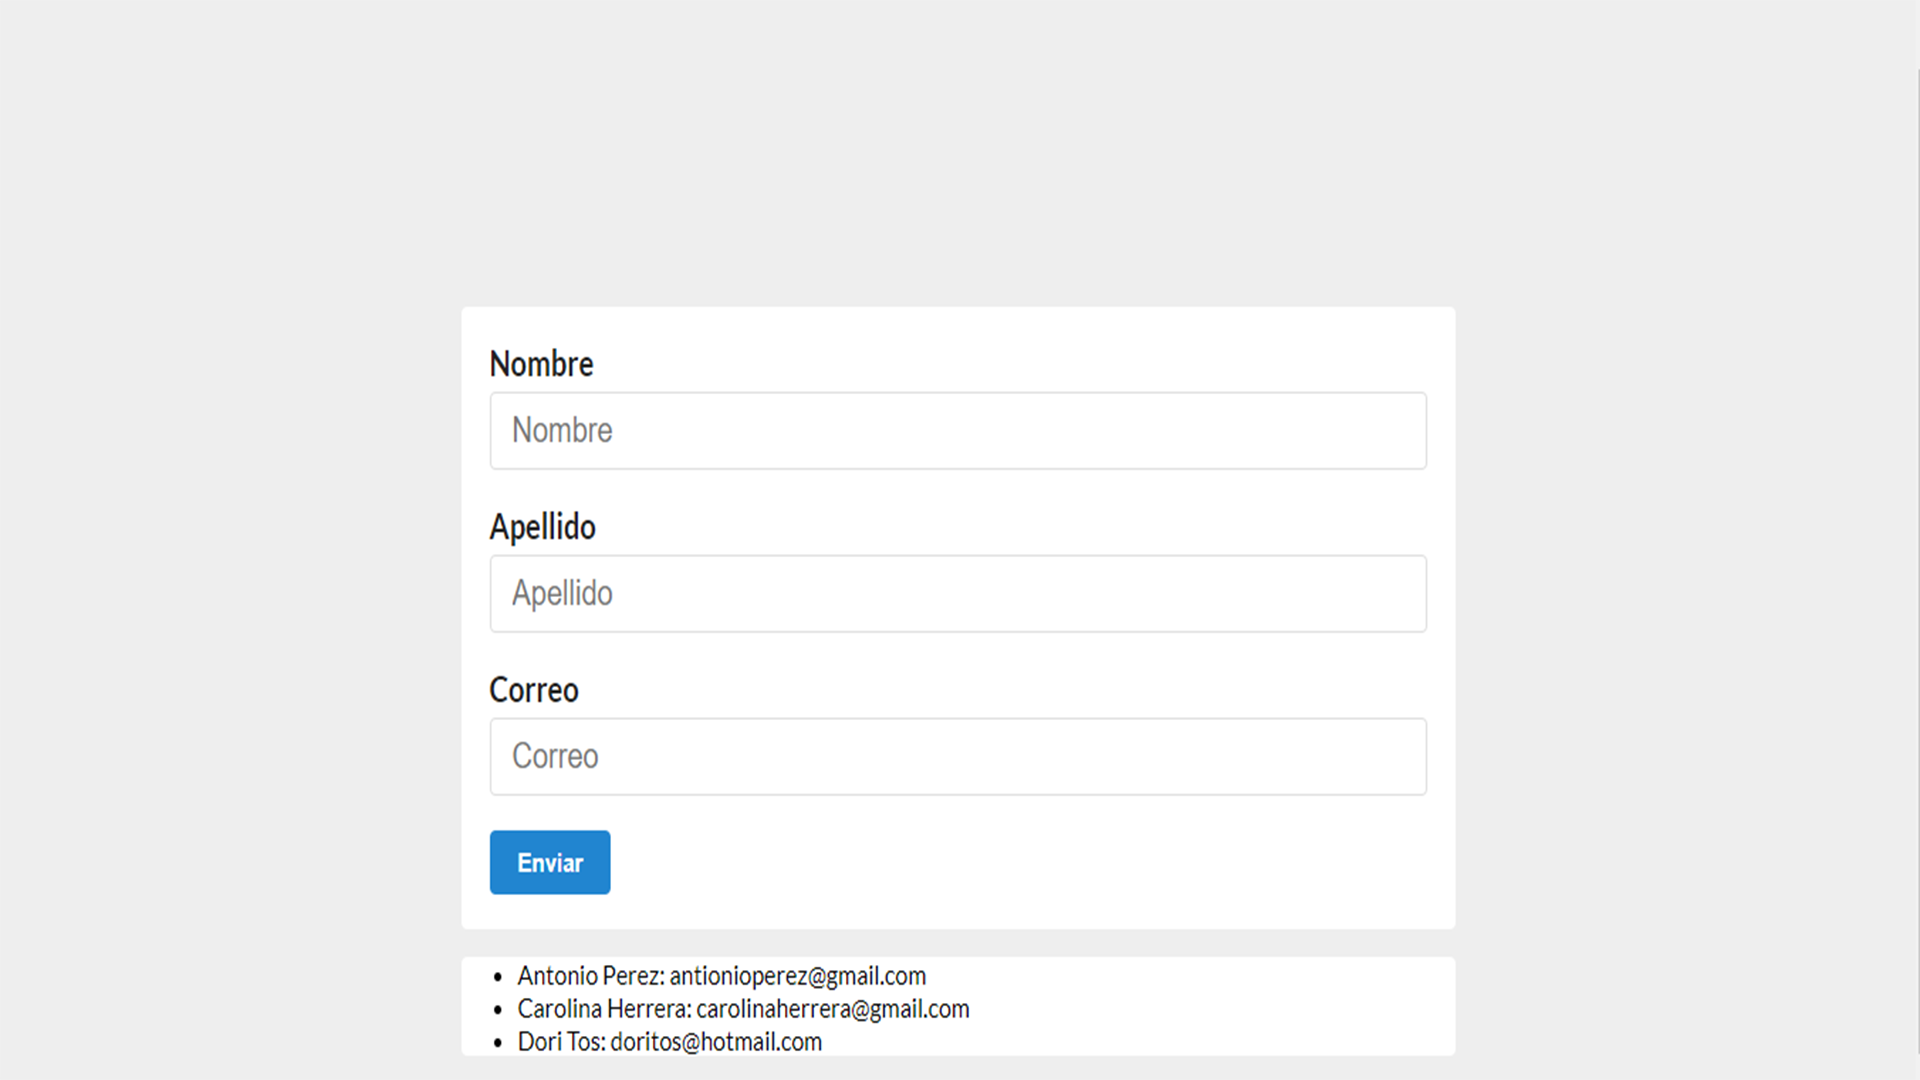 Nombre
Nombre
Apellido
Apellido
Correo
Correo
Enviar
• Antonio Perez: antionioperez@gmail.com
• Carolina Herrera: carolinaherrera@gmail.com
• Dori Tos: doritos@hotmail.com